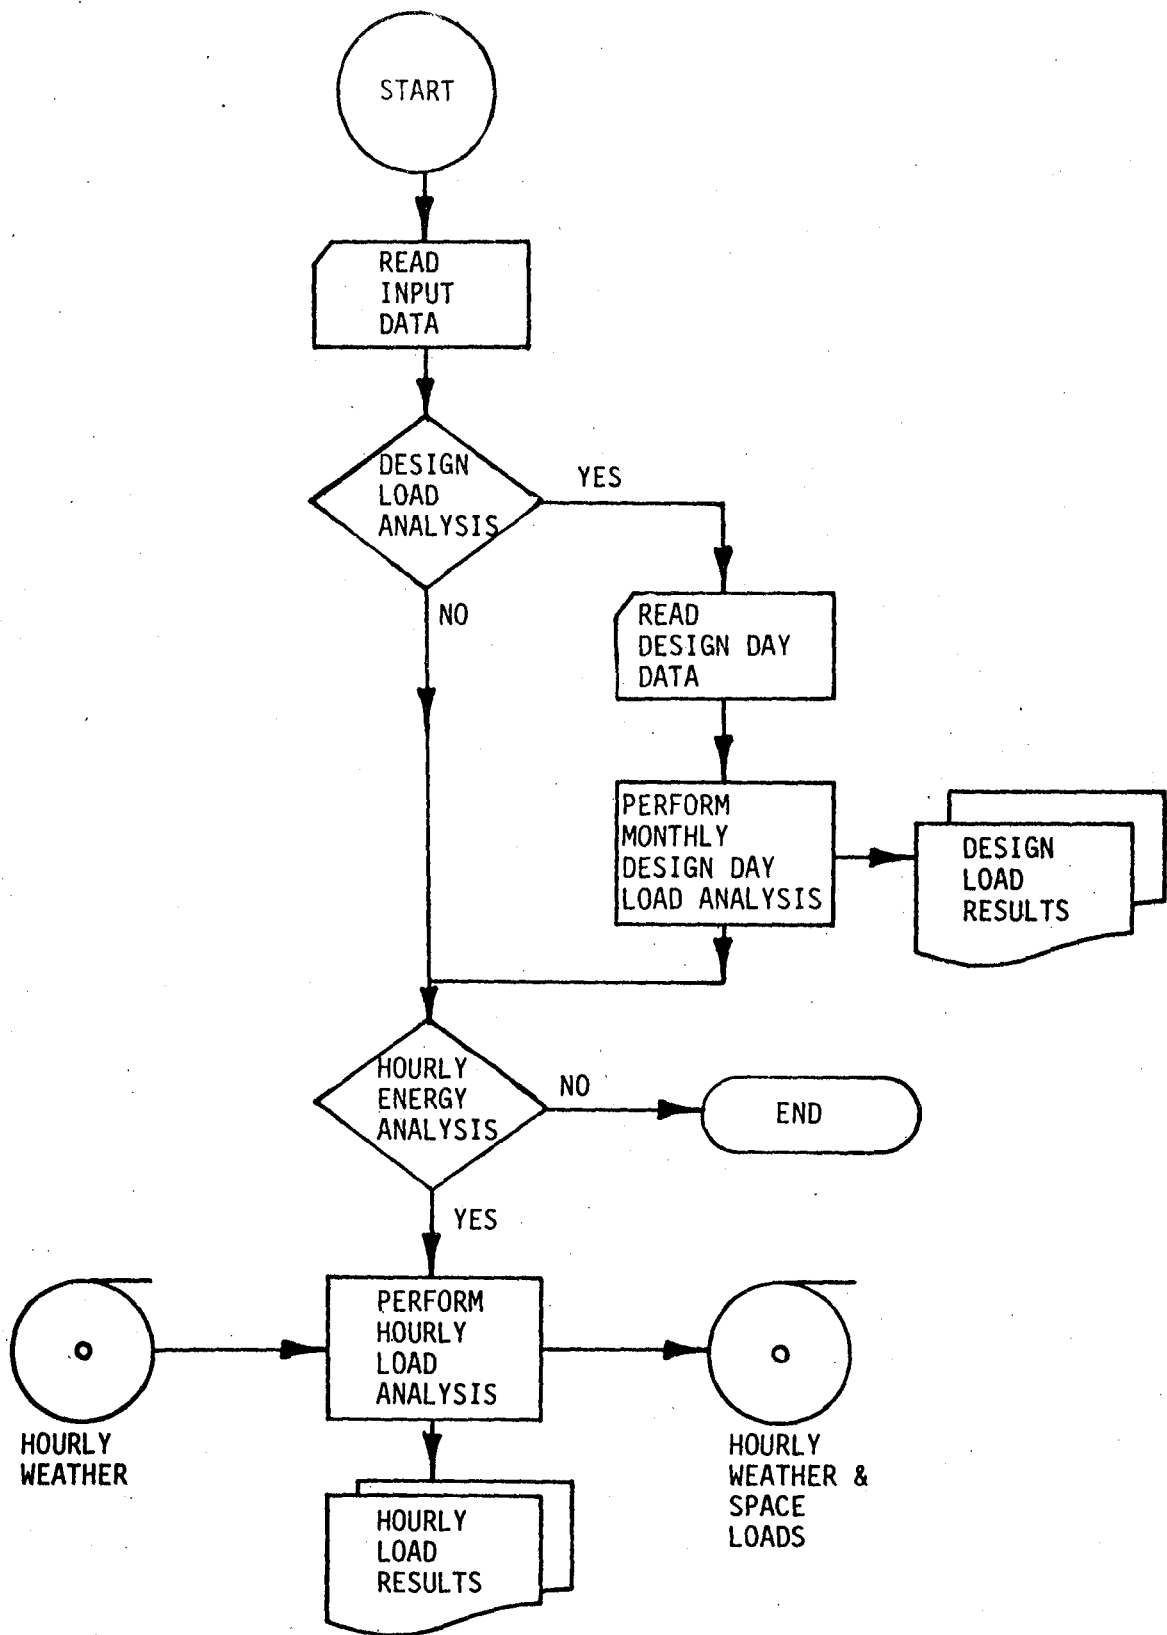 START
READ
INPUT
DATA
DESIGN
LOAD
ANALYSIS
YES
NO
READ
DESIGN DAY
DATA
PERFORM
MONTHLY
DESIGN DAY
LOAD ANALYSIS
DESIGN
LOAD
RESULTS
HOURLY
ENERGY
ANALYSIS
NO
END
YES
PERFORM
HOURLY
LOAD
ANALYSIS
HOURLY
WEATHER
HOURLY
WEATHER &
SPACE
LOADS
HOURLY
LOAD
RESULTS